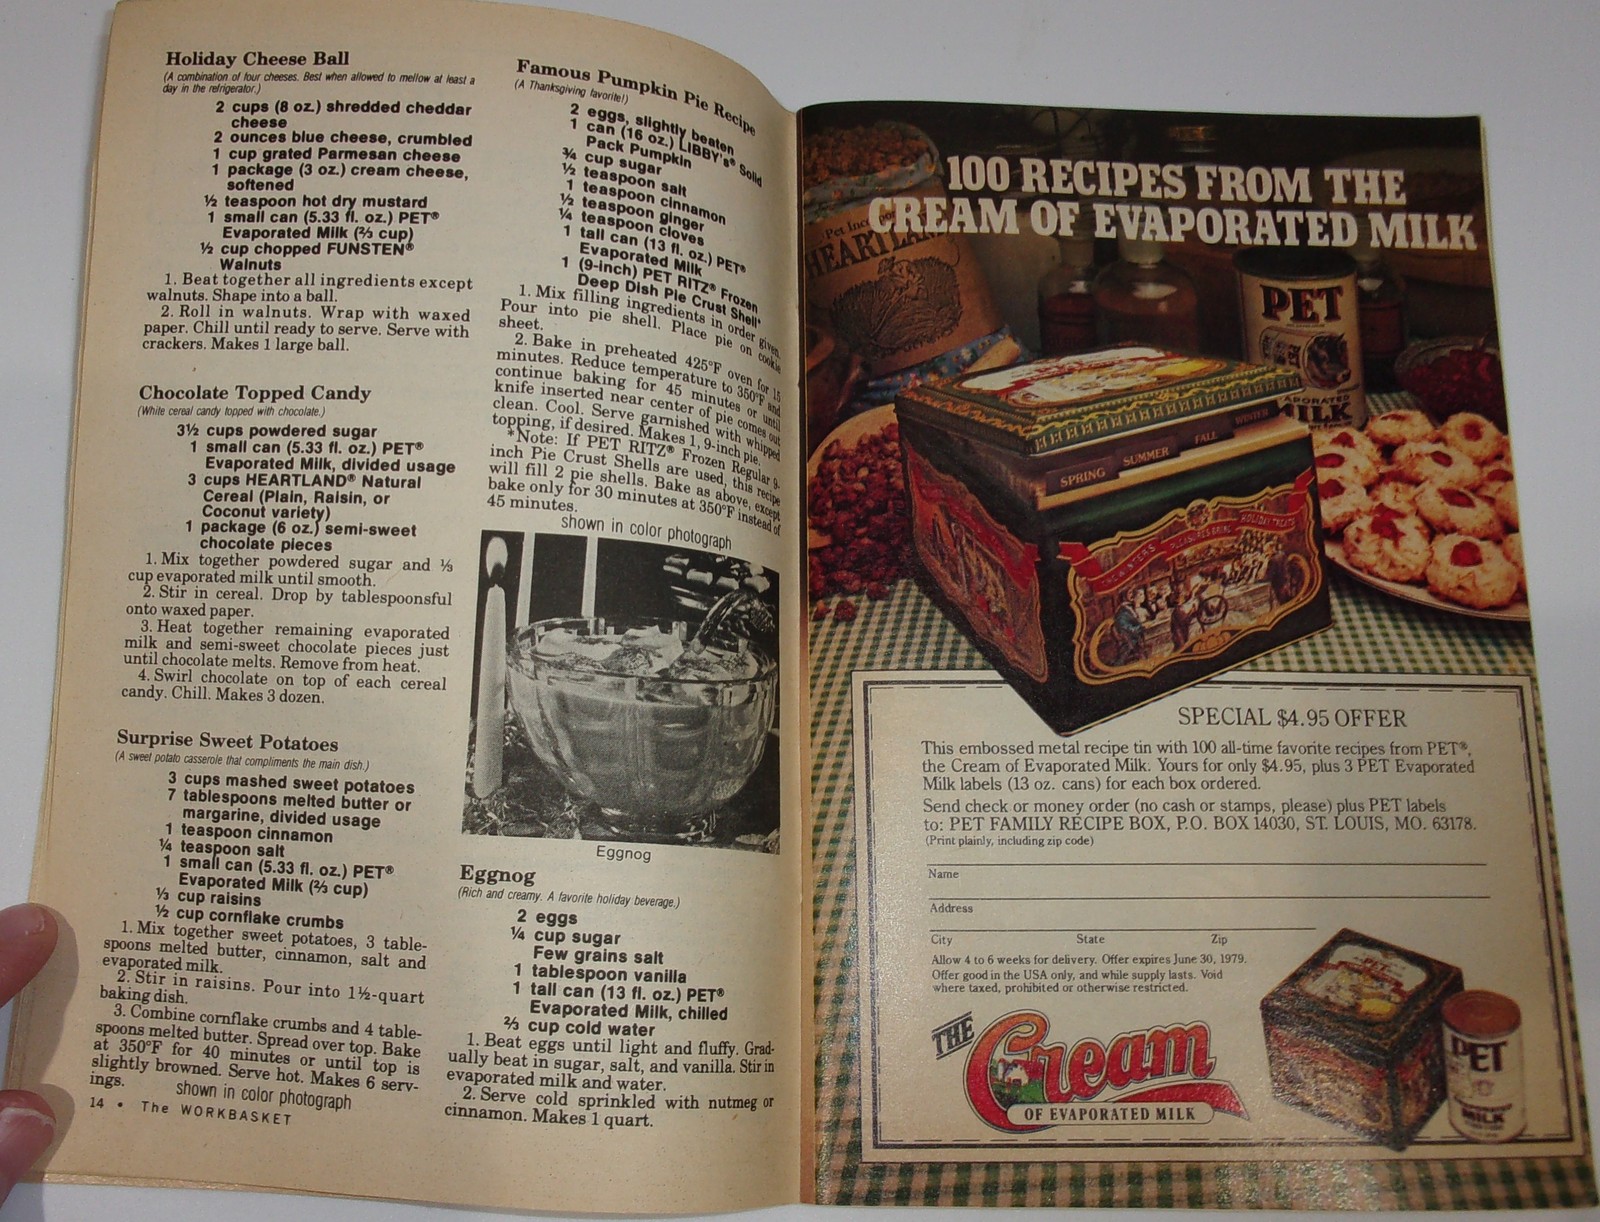 Holiday Cheese Ball
(A combination of four cheeses. Best when allowed to mellow at least a
day in the refrigerator.)
2 cups (8 oz.) shredded cheddar
cheese
2 ounces blue cheese, crumbled
1 cup grated Parmesan cheese
1 package (3 oz.) cream cheese,
softened
½ teaspoon hot dry mustard
1 small can (5.33 fl. oz.) PET®
Evaporated Milk (⅔ cup)
½ cup chopped FUNSTEN®
Walnuts
1. Beat together all ingredients except
walnuts. Shape into a ball.
2. Roll in walnuts. Wrap with waxed
paper. Chill until ready to serve. Serve with
crackers. Makes 1 large ball.
Chocolate Topped Candy
(White cereal candy topped with chocolate.)
3½ cups powdered sugar
1 small can (5.33 fl. oz.) PET®
Evaporated Milk, divided usage
3 cups HEARTLAND® Natural
Cereal (Plain, Raisin, or
Coconut variety)
1 package (6 oz.) semi-sweet
chocolate pieces
1. Mix together powdered sugar and ⅓
cup evaporated milk until smooth.
2. Stir in cereal. Drop by tablespoonsful
onto waxed paper.
3. Heat together remaining evaporated
milk and semi-sweet chocolate pieces just
until chocolate melts. Remove from heat.
4. Swirl chocolate on top of each cereal
candy. Chill. Makes 3 dozen.
Surprise Sweet Potatoes
(A sweet potato casserole that compliments the main dish.)
3 cups mashed sweet potatoes
7 tablespoons melted butter or
margarine, divided usage
1 teaspoon cinnamon
¼ teaspoon salt
1 small can (5.33 fl. oz.) PET®
Evaporated Milk (⅔ cup)
⅓ cup raisins
½ cup cornflake crumbs
1. Mix together sweet potatoes, 3 table-
spoons melted butter, cinnamon, salt and
evaporated milk.
2. Stir in raisins. Pour into 1½-quart
baking dish.
3. Combine cornflake crumbs and 4 table-
spoons melted butter. Spread over top. Bake
at 350°F for 40 minutes or until top is
slightly browned. Serve hot. Makes 6 serv-
ings.
shown in color photograph
14 • The WORKBASKET
Famous Pumpkin Pie Recipe
(A Thanksgiving favorite!)
2 eggs, slightly beaten
1 can (16 oz.) LIBBY's® Solid
Pack Pumpkin
¾ cup sugar
½ teaspoon salt
1 teaspoon cinnamon
½ teaspoon ginger
¼ teaspoon cloves
1 tall can (13 fl. oz.) PET®
Evaporated Milk
1 (9-inch) PET RITZ® Frozen
Deep Dish Pie Crust Shell*
1. Mix filling ingredients in order given.
Pour into pie shell. Place pie on cookie
sheet.
2. Bake in preheated 425°F oven for 15
minutes. Reduce temperature to 350°F and
continue baking for 45 minutes or until
knife inserted near center of pie comes out
clean. Cool. Serve garnished with whipped
topping, if desired. Makes 1, 9-inch pie.
*Note: If PET RITZ® Frozen Regular 9-
inch Pie Crust Shells are used, this recipe
will fill 2 pie shells. Bake as above, except
bake only for 30 minutes at 350°F instead of
45 minutes.
shown in color photograph
Eggnog
Eggnog
(Rich and creamy. A favorite holiday beverage.)
2 eggs
¼ cup sugar
Few grains salt
1 tablespoon vanilla
1 tall can (13 fl. oz.) PET®
Evaporated Milk, chilled
⅔ cup cold water
1. Beat eggs until light and fluffy. Grad-
ually beat in sugar, salt, and vanilla. Stir in
evaporated milk and water.
2. Serve cold sprinkled with nutmeg or
cinnamon. Makes 1 quart.
100 RECIPES FROM THE
CREAM OF EVAPORATED MILK
Pet Incorpor
HEARTLAN
PET
MILK
SPRING
SUMMER
FALL
WINTER
HOLIDAY TREATS
SPECIAL $4.95 OFFER
This embossed metal recipe tin with 100 all-time favorite recipes from PET®,
the Cream of Evaporated Milk. Yours for only $4.95, plus 3 PET Evaporated
Milk labels (13 oz. cans) for each box ordered.
Send check or money order (no cash or stamps, please) plus PET labels
to: PET FAMILY RECIPE BOX, P.O. BOX 14030, ST. LOUIS, MO. 63178.
(Print plainly, including zip code)
Name
Address
City State Zip
Allow 4 to 6 weeks for delivery. Offer expires June 30, 1979.
Offer good in the USA only, and while supply lasts. Void
where taxed, prohibited or otherwise restricted.
THE
Cream
OF EVAPORATED MILK
PET
PET
MILK